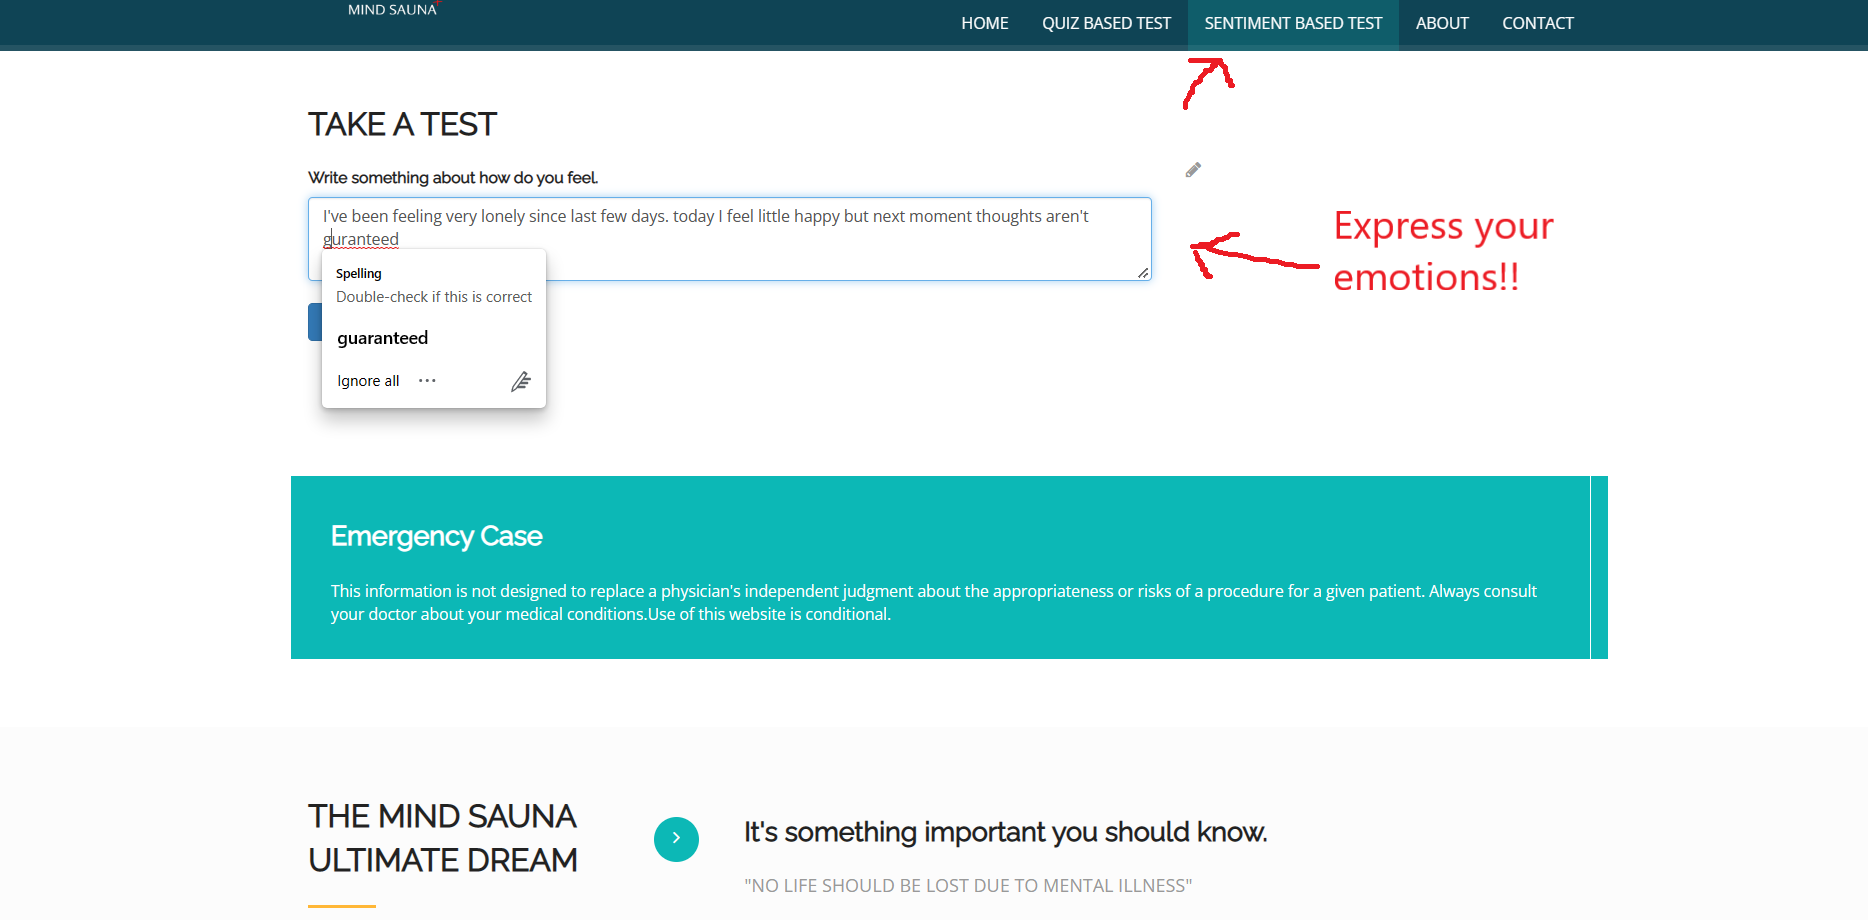 MIND SAUNA
HOME QUIZ BASED TEST SENTIMENT BASED TEST ABOUT CONTACT
TAKE A TEST
Write something about how do you feel.
I've been feeling very lonely since last few days. today I feel little happy but next moment thoughts aren't
guranteed
Spelling
Double-check if this is correct
guaranteed
Ignore all ...
Express your
emotions!!
Emergency Case
This information is not designed to replace a physician's independent judgment about the appropriateness or risks of a procedure for a given patient. Always consult
your doctor about your medical conditions.Use of this website is conditional.
THE MIND SAUNA
ULTIMATE DREAM
It's something important you should know.
"NO LIFE SHOULD BE LOST DUE TO MENTAL ILLNESS"